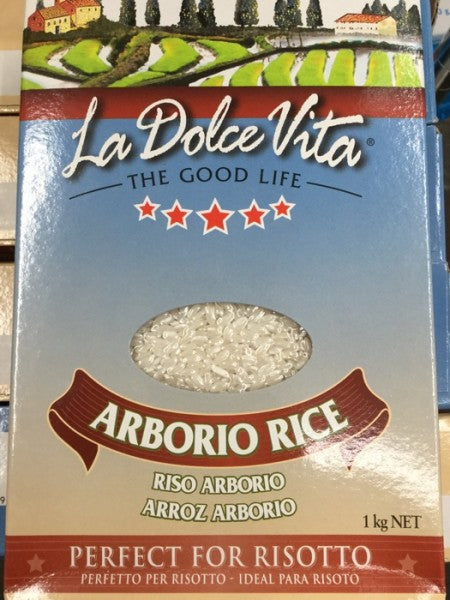 La Dolce Vita®
THE GOOD LIFE
ARBORIO RICE
RISO ARBORIO
ARROZ ARBORIO
1 kg NET
PERFECT FOR RISOTTO
PERFETTO PER RISOTTO - IDEAL PARA RISOTO